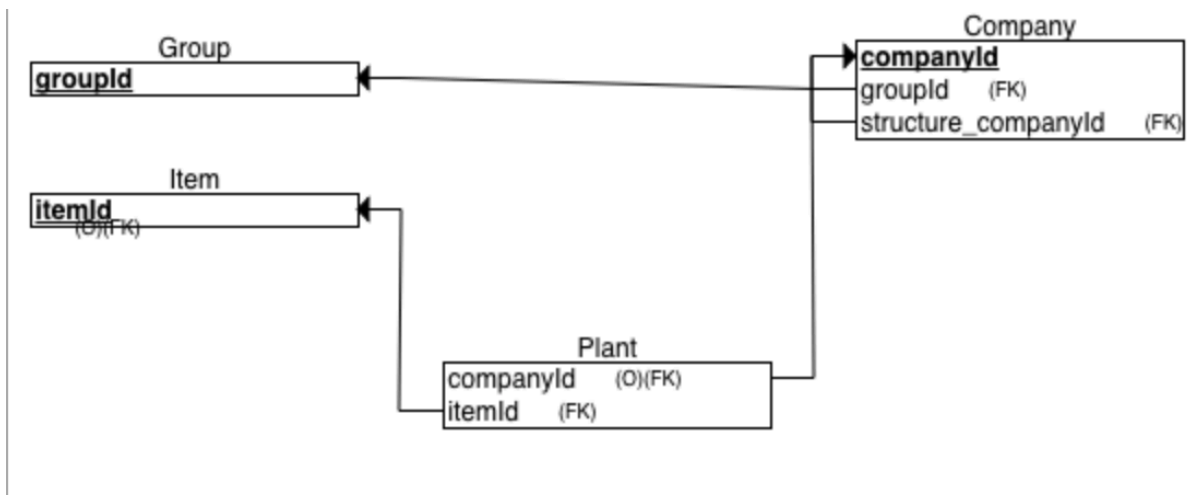 Group
groupId
Company
companyId
groupId (FK)
structure_companyId (FK)
Item
itemId
(O)(FK)
Plant
companyId (O)(FK)
itemId (FK)